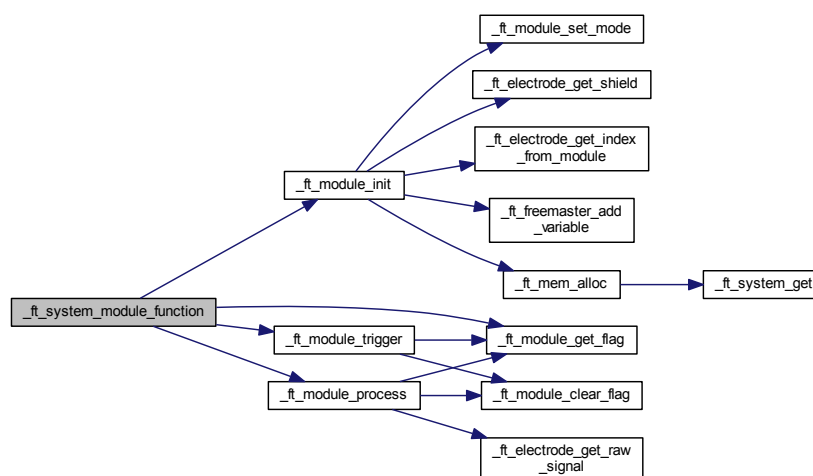 _ft_module_set_mode
_ft_electrode_get_shield
_ft_electrode_get_index
_from_module
_ft_module_init
_ft_freemaster_add
_variable
_ft_mem_alloc
_ft_system_get
_ft_system_module_function
_ft_module_trigger
_ft_module_get_flag
_ft_module_process
_ft_module_clear_flag
_ft_electrode_get_raw
_signal